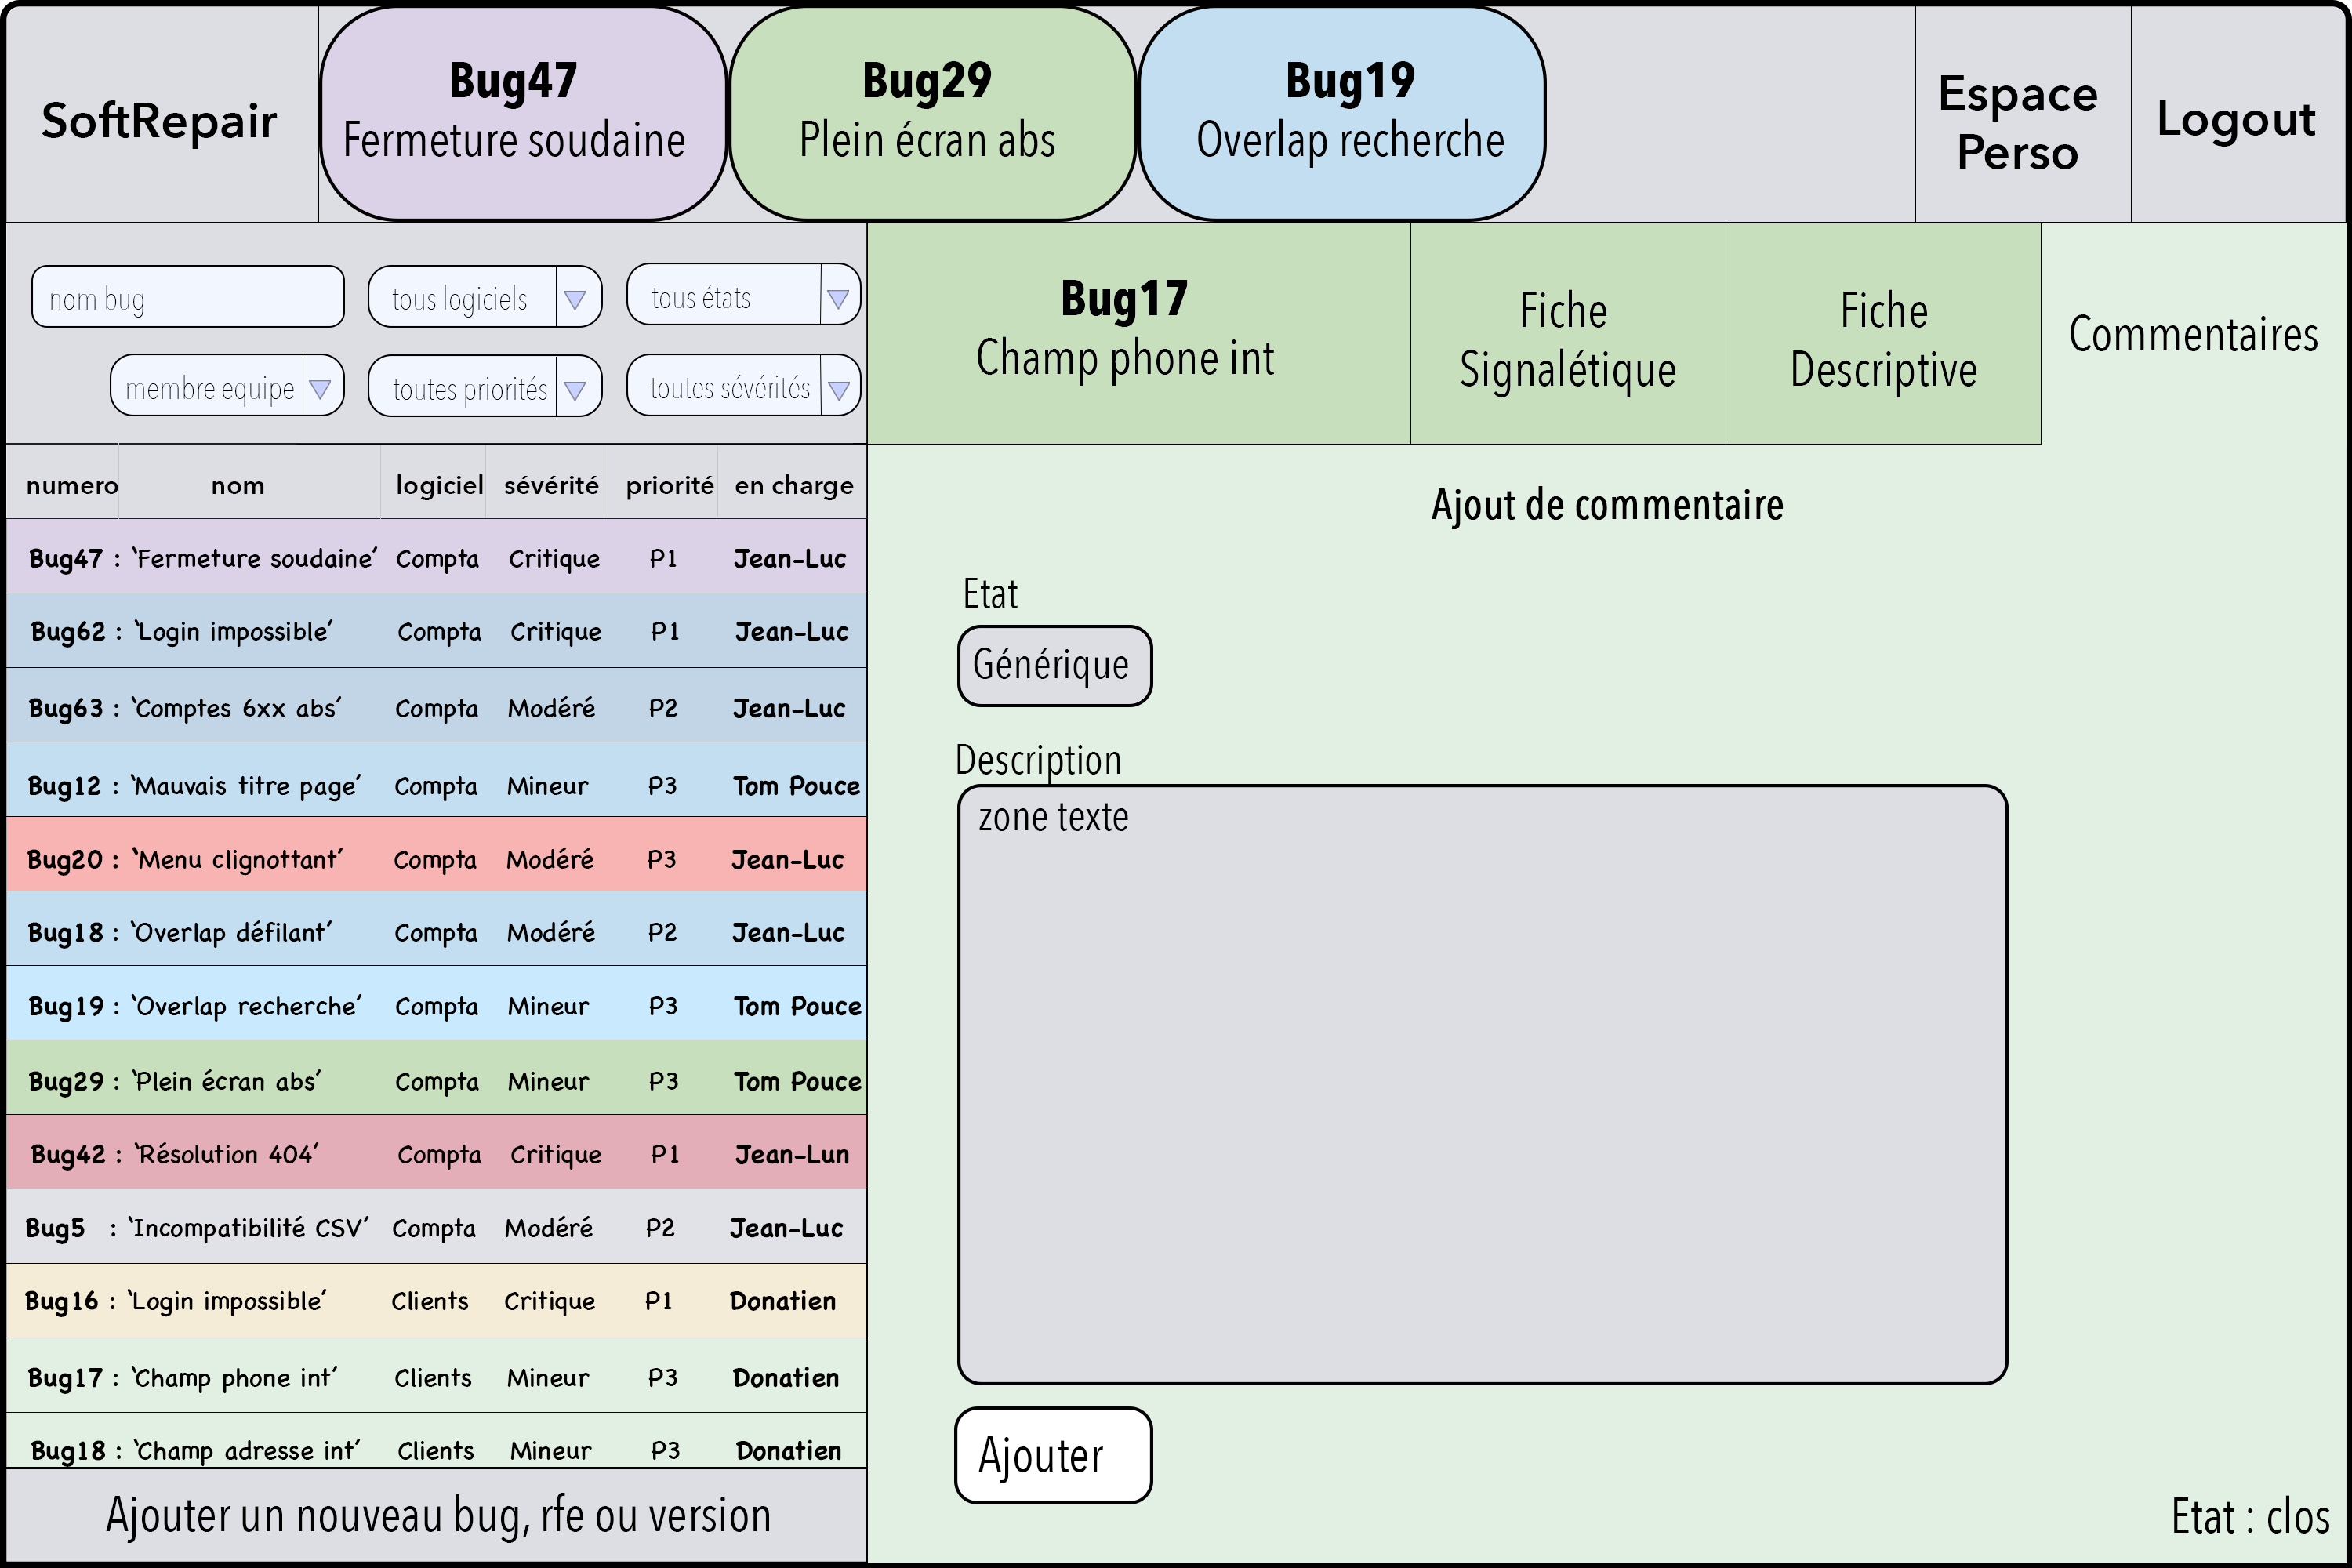 SoftRepair
Bug47
Fermeture soudaine
Bug29
Plein écran abs
Bug19
Overlap recherche
Espace
Perso
Logout
nom bug
tous logiciels
tous états
membre equipe
toutes priorités
toutes sévérités
Bug17
Champ phone int
Fiche
Signalétique
Fiche
Descriptive
Commentaires
numero nom logiciel sévérité priorité en charge
Bug47 : ‘Fermeture soudaine’ Compta Critique P1 Jean-Luc
Bug62 : ‘Login impossible’ Compta Critique P1 Jean-Luc
Bug63 : ‘Comptes 6xx abs’ Compta Modéré P2 Jean-Luc
Bug12 : ‘Mauvais titre page’ Compta Mineur P3 Tom Pouce
Bug20 : ‘Menu clignottant’ Compta Modéré P3 Jean-Luc
Bug18 : ‘Overlap défilant’ Compta Modéré P2 Jean-Luc
Bug19 : ‘Overlap recherche’ Compta Mineur P3 Tom Pouce
Bug29 : ‘Plein écran abs’ Compta Mineur P3 Tom Pouce
Bug42 : ‘Résolution 404’ Compta Critique P1 Jean-Lun
Bug5 : ‘Incompatibilité CSV’ Compta Modéré P2 Jean-Luc
Bug16 : ‘Login impossible’ Clients Critique P1 Donatien
Bug17 : ‘Champ phone int’ Clients Mineur P3 Donatien
Bug18 : ‘Champ adresse int’ Clients Mineur P3 Donatien
Ajouter un nouveau bug, rfe ou version
Ajout de commentaire
Etat
Générique
Description
zone texte
Ajouter
Etat : clos